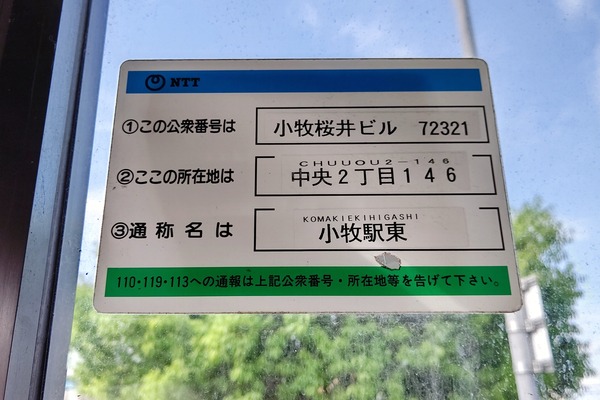 NTT
①この公衆番号は 小牧桜井ビル 72321
CHUUOU2-146
②ここの所在地は 中央2丁目146
KOMAKIEKIHIGASHI
③通称名は 小牧駅東
110・119・113への通報は上記公衆番号・所在地等を告げて下さい。